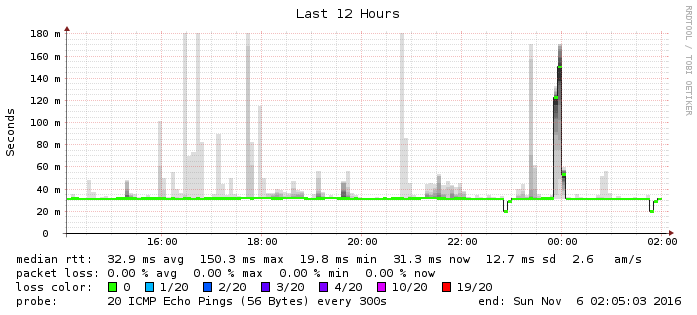 Last 12 Hours
RRDTOOL / TOBI OETIKER
Seconds
180 m
160 m
140 m
120 m
100 m
80 m
60 m
40 m
20 m
0
16:00 18:00 20:00 22:00 00:00 02:00
median rtt: 32.9 ms avg 150.3 ms max 19.8 ms min 31.3 ms now 12.7 ms sd 2.6 am/s
packet loss: 0.00 % avg 0.00 % max 0.00 % min 0.00 % now
loss color: 0 1/20 2/20 3/20 4/20 10/20 19/20
probe: 20 ICMP Echo Pings (56 Bytes) every 300s end: Sun Nov 6 02:05:03 2016